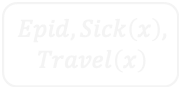 Epid, Sick(x),
Travel(x)